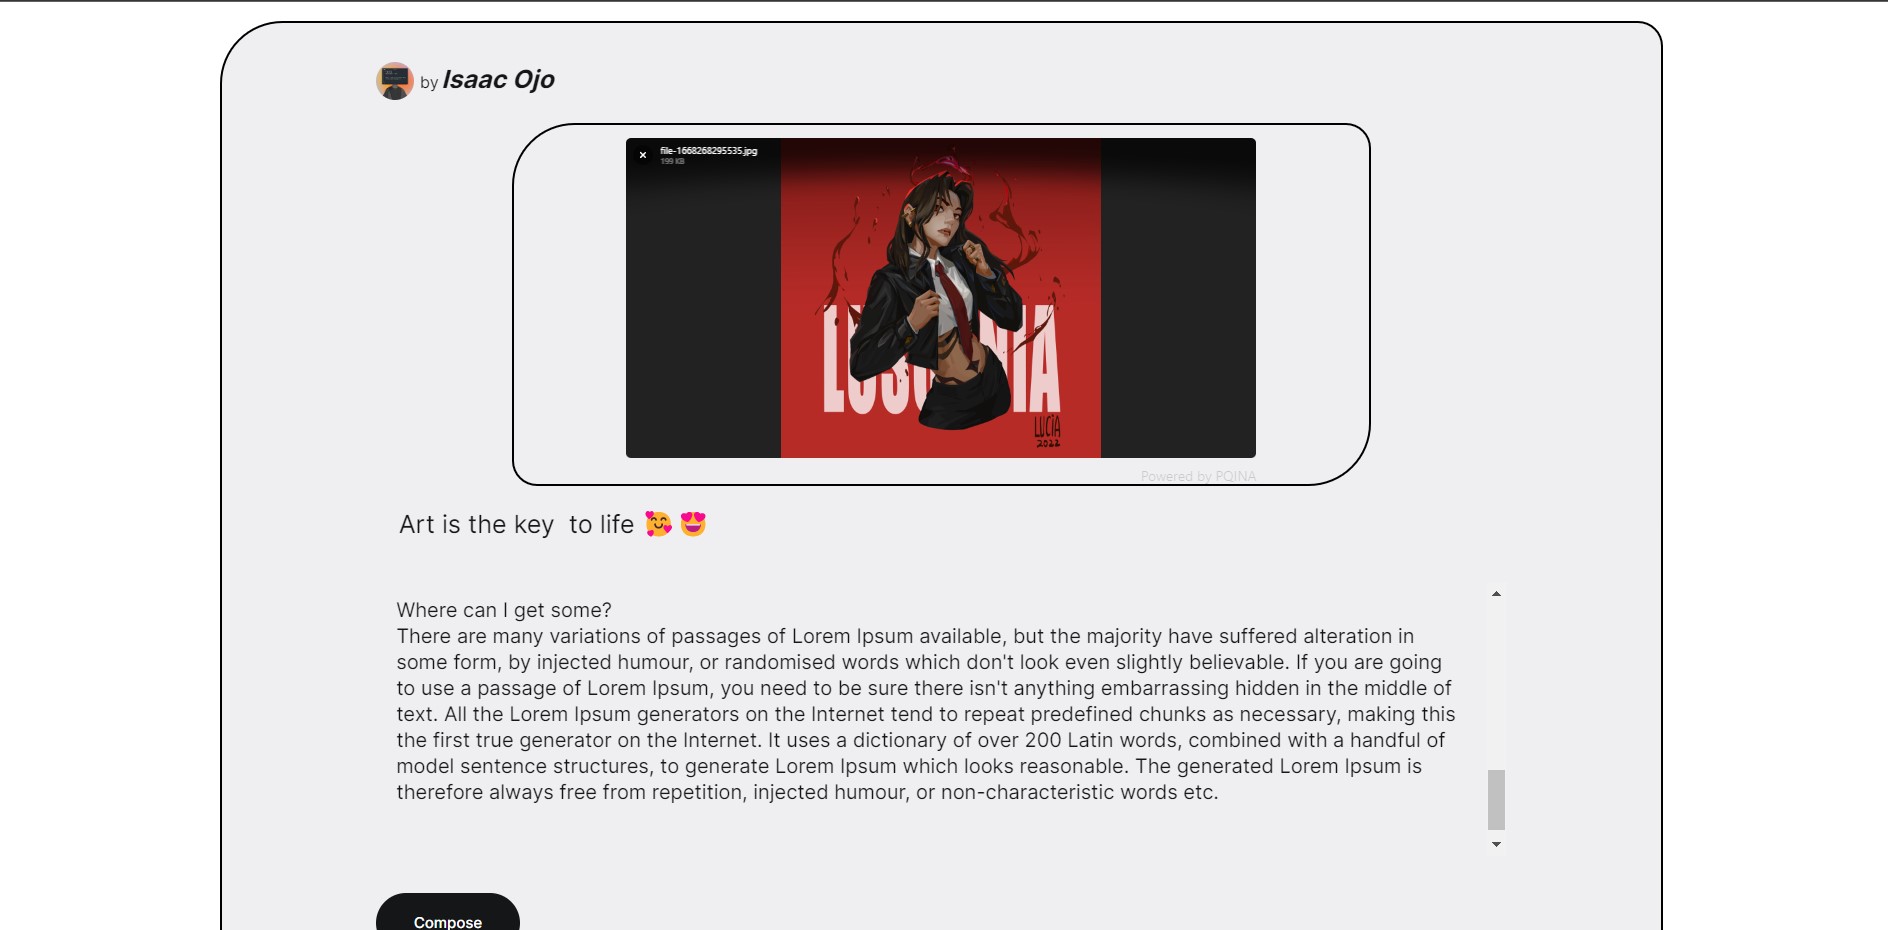 by Isaac Ojo
file-1668268295535.jpg
199 KB
LUCIA
2022
Powered by PQINA
Art is the key  to life 🥰 😍
Where can I get some?
There are many variations of passages of Lorem Ipsum available, but the majority have suffered alteration in
some form, by injected humour, or randomised words which don't look even slightly believable. If you are going
to use a passage of Lorem Ipsum, you need to be sure there isn't anything embarrassing hidden in the middle of
text. All the Lorem Ipsum generators on the Internet tend to repeat predefined chunks as necessary, making this
the first true generator on the Internet. It uses a dictionary of over 200 Latin words, combined with a handful of
model sentence structures, to generate Lorem Ipsum which looks reasonable. The generated Lorem Ipsum is
therefore always free from repetition, injected humour, or non-characteristic words etc.
Compose